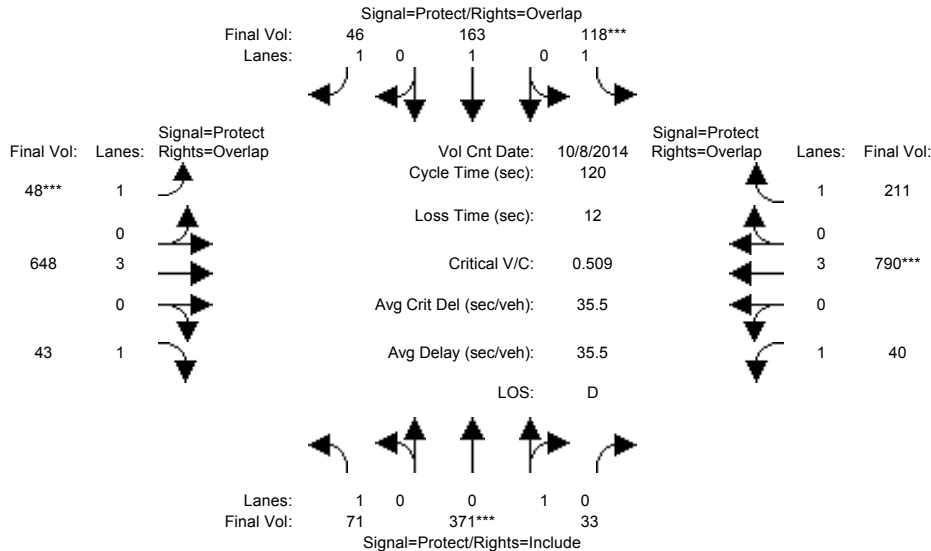 Signal=Protect/Rights=Overlap
Final Vol: 46 163 118***
Lanes: 1 0 1 0 1
Signal=Protect Signal=Protect
Final Vol: Lanes: Rights=Overlap Vol Cnt Date: 10/8/2014 Rights=Overlap Lanes: Final Vol:
Cycle Time (sec): 120
48*** 1 1 211
Loss Time (sec): 12
0 0
648 3 Critical V/C: 0.509 3 790***
0 Avg Crit Del (sec/veh): 35.5 0
43 1 Avg Delay (sec/veh): 35.5 1 40
LOS: D
Lanes: 1 0 0 1 0
Final Vol: 71 371*** 33
Signal=Protect/Rights=Include